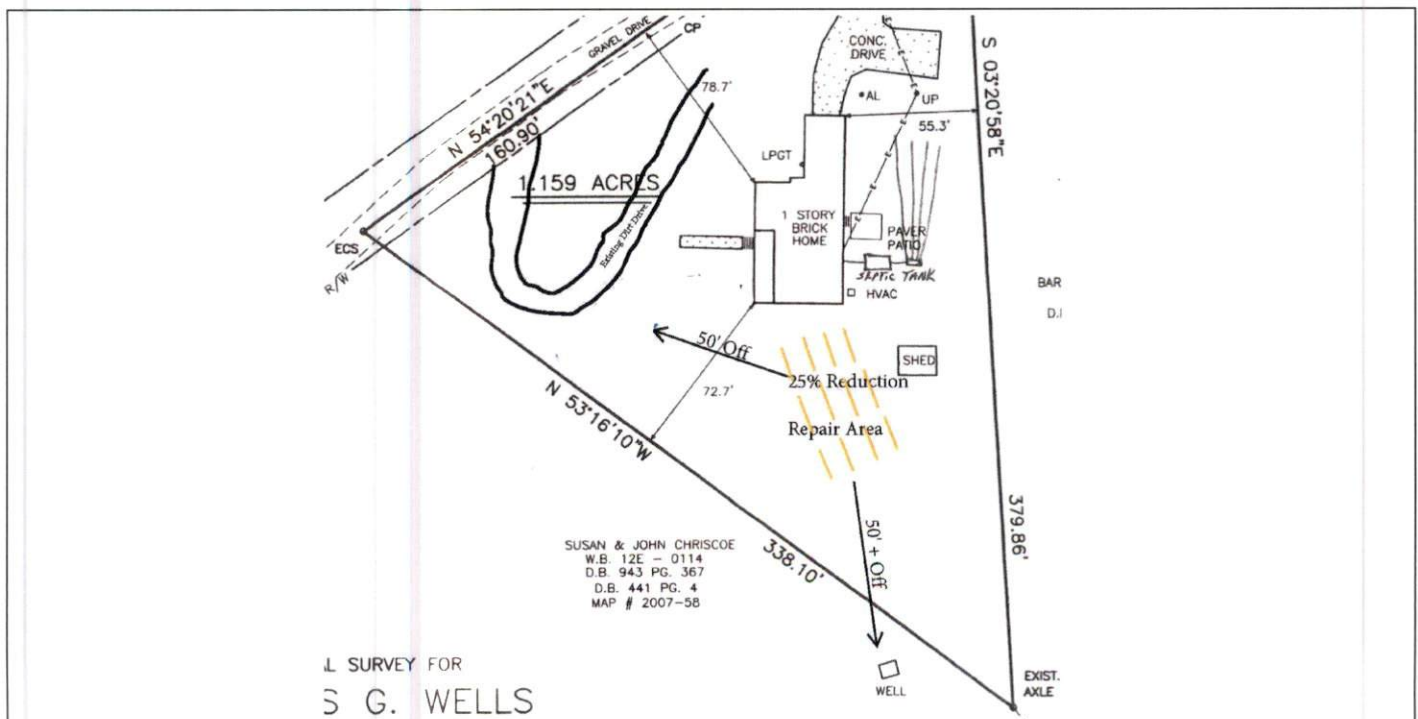 GRAVEL DRIVE
CP
N 54°20'21"E
160.90'
78.7'
CONC.
DRIVE
AL
UP
55.3'
S 03°20'58"E
LPGT
1.159 ACRES
1 STORY
BRICK
HOME
PAVER
PATIO
Existing Dirt Drive
ECS
R/W
SEPTIC TANK
HVAC
BAR
D.
50' Off
SHED
25% Reduction
72.7'
Repair Area
N 53°16'10"W
379.86'
50' + Off
338.10'
SUSAN & JOHN CHRISCOE
W.B. 12E - 0114
D.B. 943 PG. 367
D.B. 441 PG. 4
MAP # 2007-58
L SURVEY FOR
S G. WELLS
WELL
EXIST.
AXLE